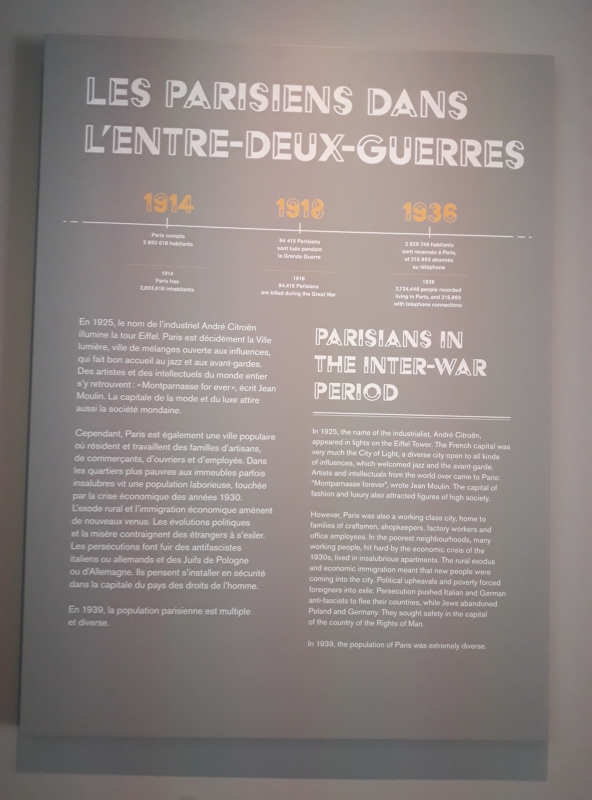 LES PARISIENS DANS
L'ENTRE-DEUX-GUERRES
1914
Paris compte
2 893 618 habitants
1914
Paris has
2,893,618 inhabitants
1918
94 415 Parisiens
sont tués pendant
la Grande Guerre
1918
94,415 Parisians
are killed during the Great War
1936
2 829 746 habitants
sont recensés à Paris,
et 216 993 abonnés
au téléphone
1936
people recorded
living in Paris, and 216,993
with telephone connections
En 1925, le nom de l'industriel André Citroën
illumine la tour Eiffel. Paris est décidément la Ville
lumière, ville de mélanges ouverte aux influences,
qui fait bon accueil au jazz et aux avant-gardes.
Des artistes et des intellectuels du monde entier
s'y retrouvent : « Montparnasse for ever », écrit Jean
Moulin. La capitale de la mode et du luxe attire
aussi la société mondaine.
Cependant, Paris est également une ville populaire
où résident et travaillent des familles d'artisans,
de commerçants, d'ouvriers et d'employés. Dans
les quartiers plus pauvres aux immeubles parfois
insalubres vit une population laborieuse, touchée
par la crise économique des années 1930.
L'exode rural et l'immigration économique amènent
de nouveaux venus. Les évolutions politiques
et la misère contraignent des étrangers à s'exiler.
Les persécutions font fuir des antifascistes
italiens ou allemands et des Juifs de Pologne
ou d'Allemagne. Ils pensent s'installer en sécurité
dans la capitale du pays des droits de l'homme.
En 1939, la population parisienne est multiple
et diverse.
PARISIANS IN
THE INTER-WAR
PERIOD
In 1925, the name of the industrialist, André Citroën,
appeared in lights on the Eiffel Tower. The French capital was
very much the City of Light, a diverse city open to all kinds
of influences, which welcomed jazz and the avant-garde.
Artists and intellectuals from the world over came to Paris:
"Montparnasse forever", wrote Jean Moulin. The capital of
fashion and luxury also attracted figures of high society.
However, Paris was also a working class city, home to
families of craftsmen, shopkeepers, factory workers and
office employees. In the poorest neighbourhoods, many
working people, hit hard by the economic crisis of the
1930s, lived in insalubrious apartments. The rural exodus
and economic immigration meant that new people were
coming into the city. Political upheavals and poverty forced
foreigners into exile. Persecution pushed Italian and German
anti-fascists to flee their countries, while Jews abandoned
Poland and Germany. They sought safety in the capital
of the country of the Rights of Man.
In 1939, the population of Paris was extremely diverse.